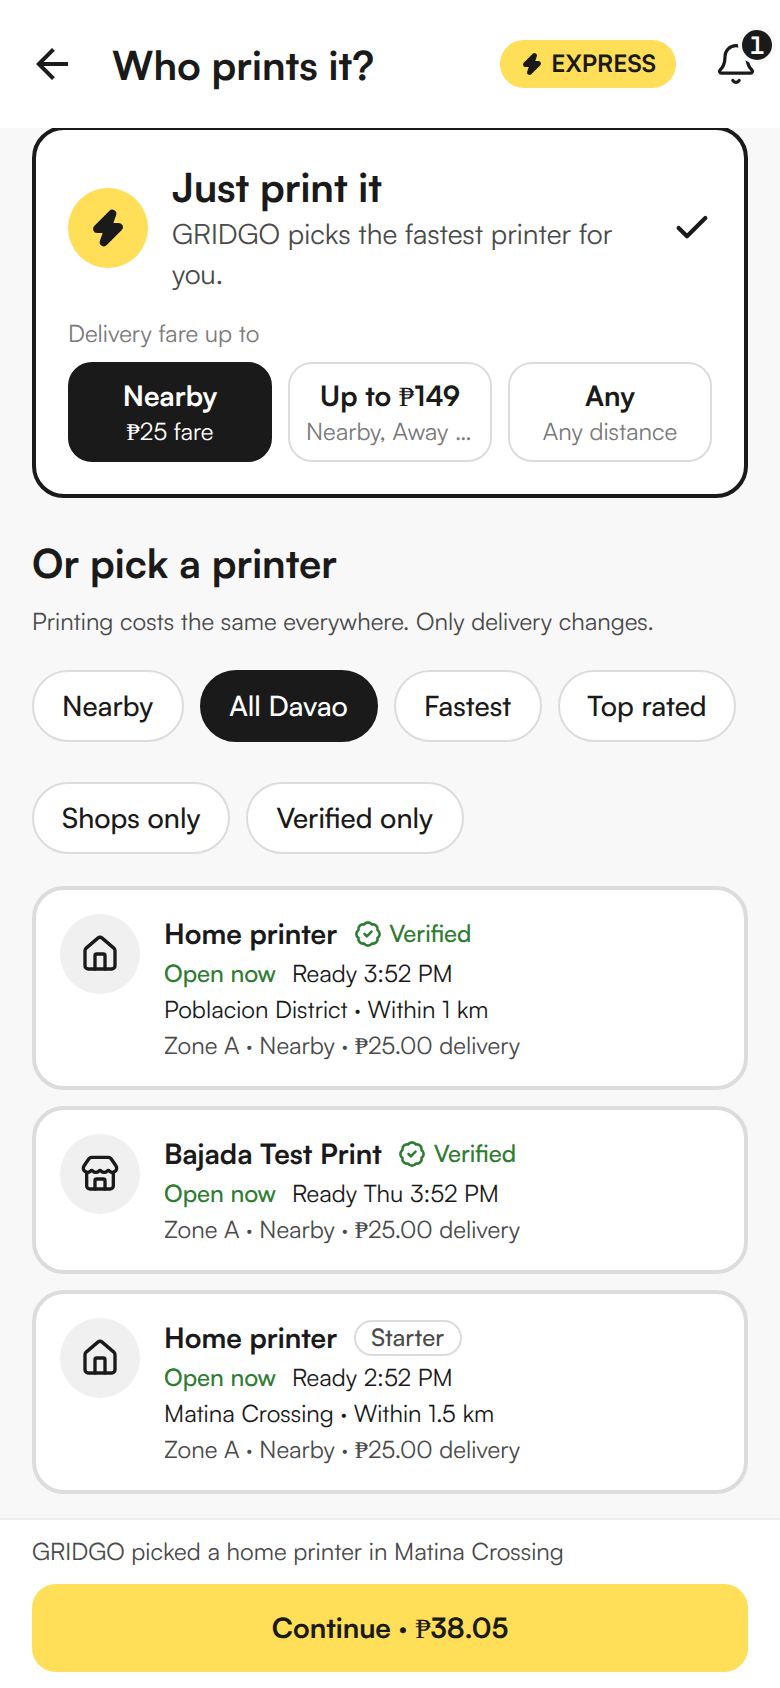 Who prints it?
EXPRESS
1
Just print it
GRIDGO picks the fastest printer for
you.
Delivery fare up to
Nearby
₱25 fare
Up to ₱149
Nearby, Away ...
Any
Any distance
Or pick a printer
Printing costs the same everywhere. Only delivery changes.
Nearby
All Davao
Fastest
Top rated
Shops only
Verified only
Home printer Verified
Open now Ready 3:52 PM
Poblacion District · Within 1 km
Zone A · Nearby · ₱25.00 delivery
Bajada Test Print Verified
Open now Ready Thu 3:52 PM
Zone A · Nearby · ₱25.00 delivery
Home printer Starter
Open now Ready 2:52 PM
Matina Crossing · Within 1.5 km
Zone A · Nearby · ₱25.00 delivery
GRIDGO picked a home printer in Matina Crossing
Continue · ₱38.05